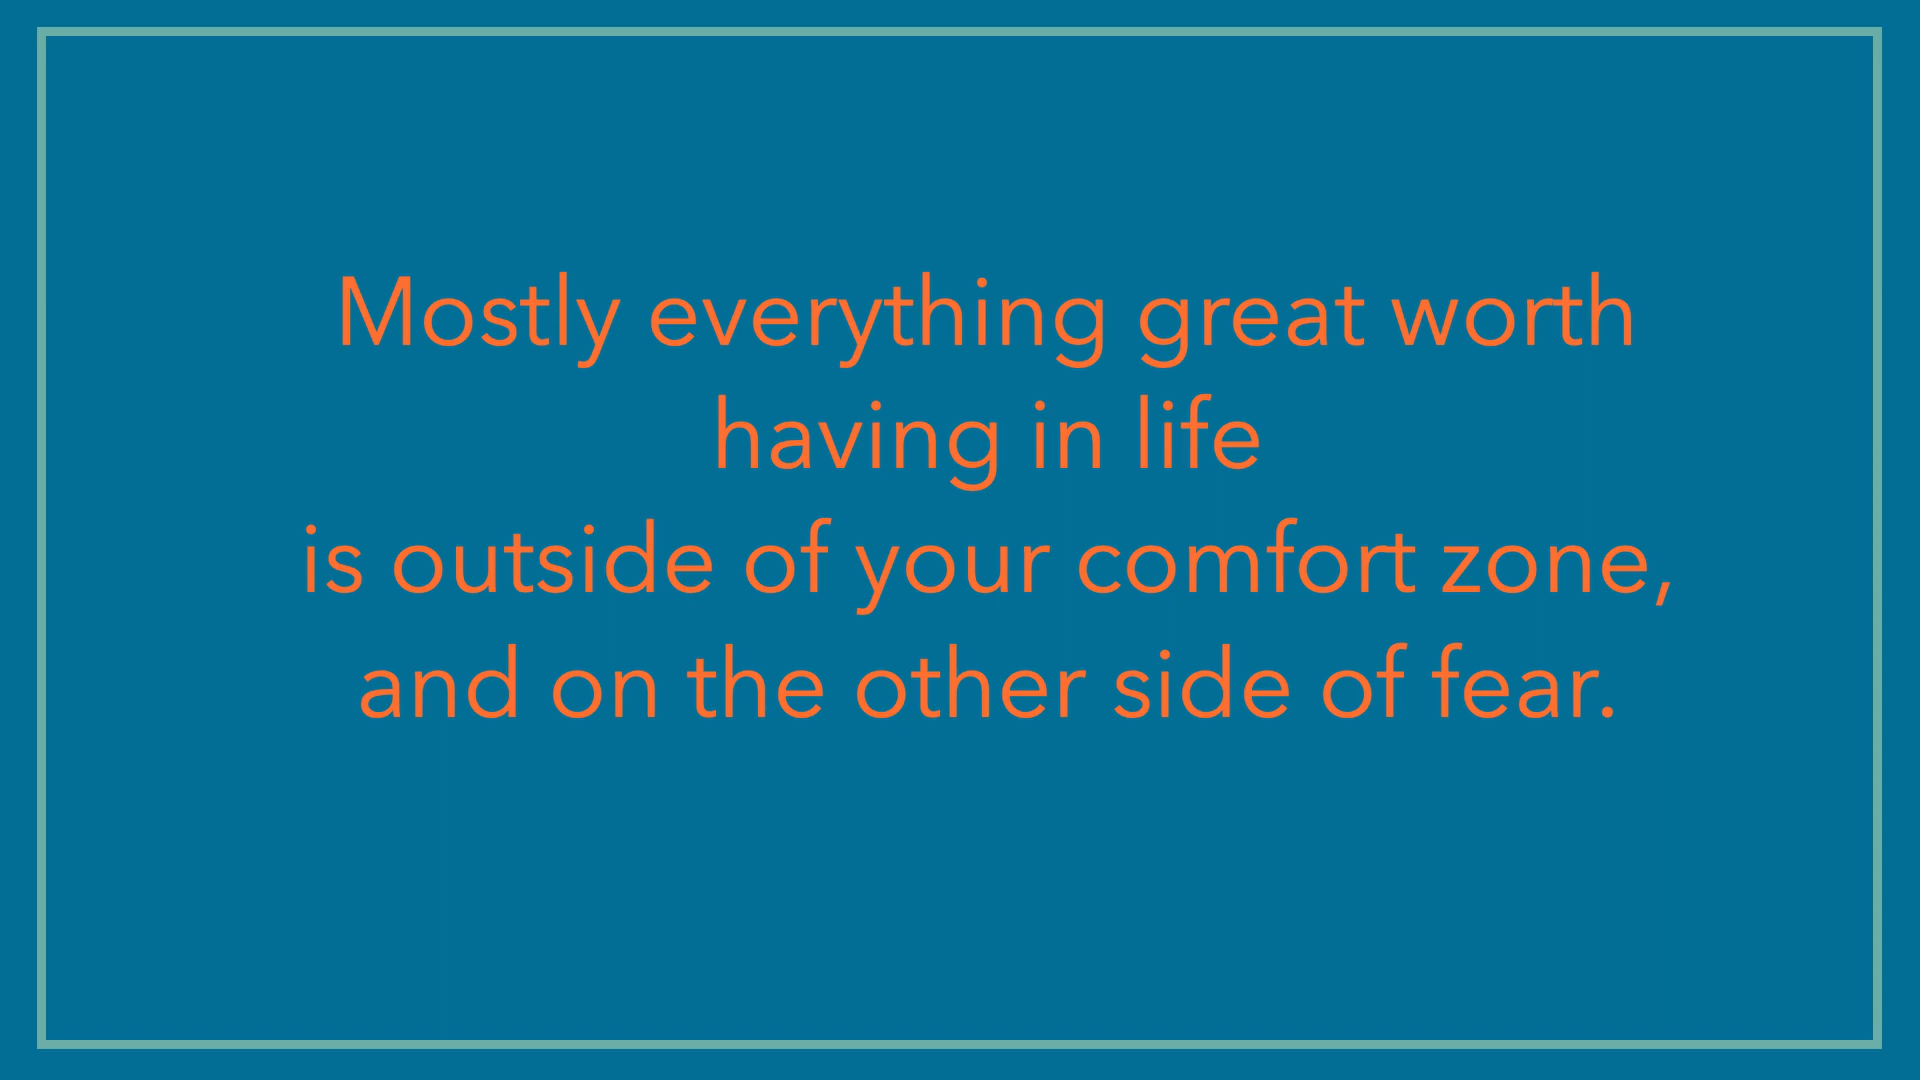 Mostly everything great worth
having in life
is outside of your comfort zone,
and on the other side of fear.